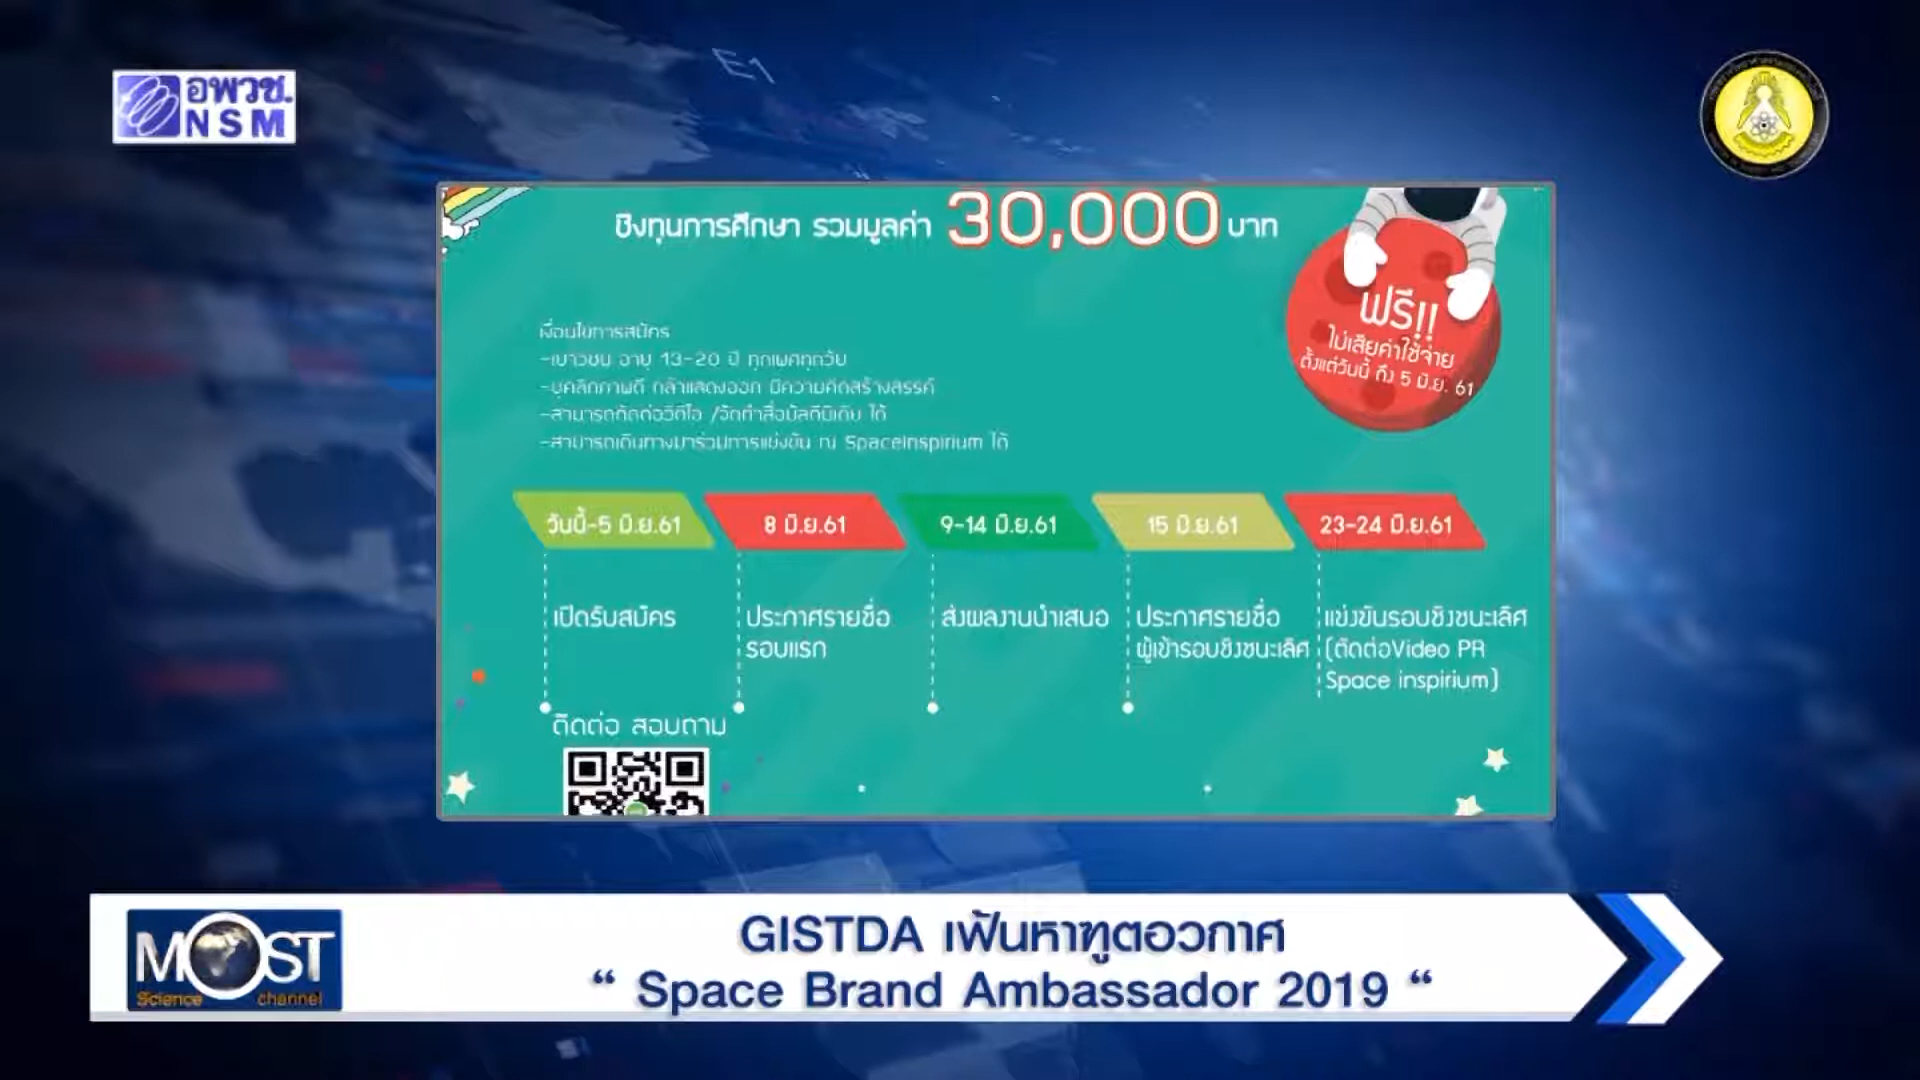 อพวช.
NSM
ชิงทุนการศึกษา รวมมูลค่า 30,000 บาท
ฟรี!!
ไม่เสียค่าใช้จ่าย
ตั้งแต่วันนี้ ถึง 5 มิ.ย. 61
เงื่อนไขการสมัคร
-เยาวชน อายุ 13-20 ปี ทุกเพศทุกวัย
-บุคลิกภาพดี กล้าแสดงออก มีความคิดสร้างสรรค์
-สามารถตัดต่อวิดีโอ /จัดทำสื่อมัลติมีเดีย ได้
-สามารถเดินทางมาร่วมการแข่งขัน ณ SpaceInspirium ได้
วันนี้-5 มิ.ย.61
8 มิ.ย.61
9-14 มิ.ย.61
15 มิ.ย.61
23-24 มิ.ย.61
เปิดรับสมัคร
ประกาศรายชื่อ
รอบแรก
ส่งผลงานนำเสนอ
ประกาศรายชื่อ
ผู้เข้ารอบชิงชนะเลิศ
แข่งขันรอบชิงชนะเลิศ
(ตัดต่อVideo PR
Space inspirium)
ติดต่อ สอบถาม
MOST
Science channel
GISTDA เฟ้นหาฑูตอวกาศ
“ Space Brand Ambassador 2019 “